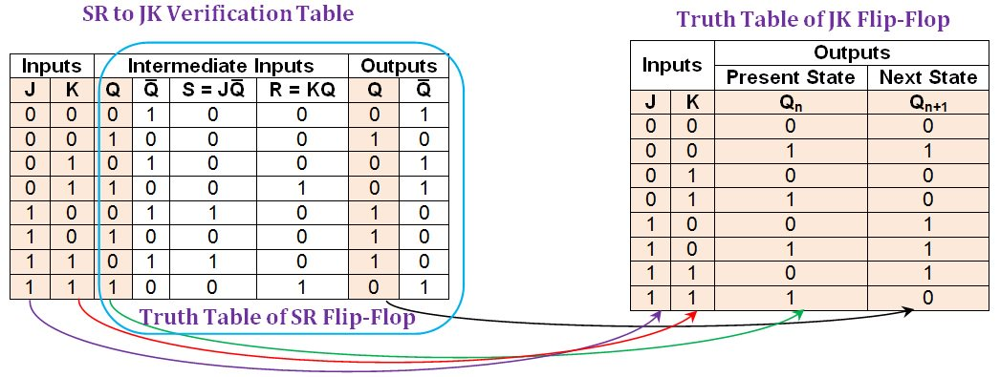 SR to JK Verification Table
Inputs Intermediate Inputs Outputs
J K Q Q̅ S = JQ̅ R = KQ Q Q̅
0 0 0 1 0 0 0 1
0 0 1 0 0 0 1 0
0 1 0 1 0 0 0 1
0 1 1 0 0 1 0 1
1 0 0 1 1 0 1 0
1 0 1 0 0 0 1 0
1 1 0 1 1 0 1 0
1 1 1 0 0 1 0 1
Truth Table of SR Flip-Flop
Truth Table of JK Flip-Flop
Inputs Outputs
Present State Next State
J K Qn Qn+1
0 0 0 0
0 0 1 1
0 1 0 0
0 1 1 0
1 0 0 1
1 0 1 1
1 1 0 1
1 1 1 0